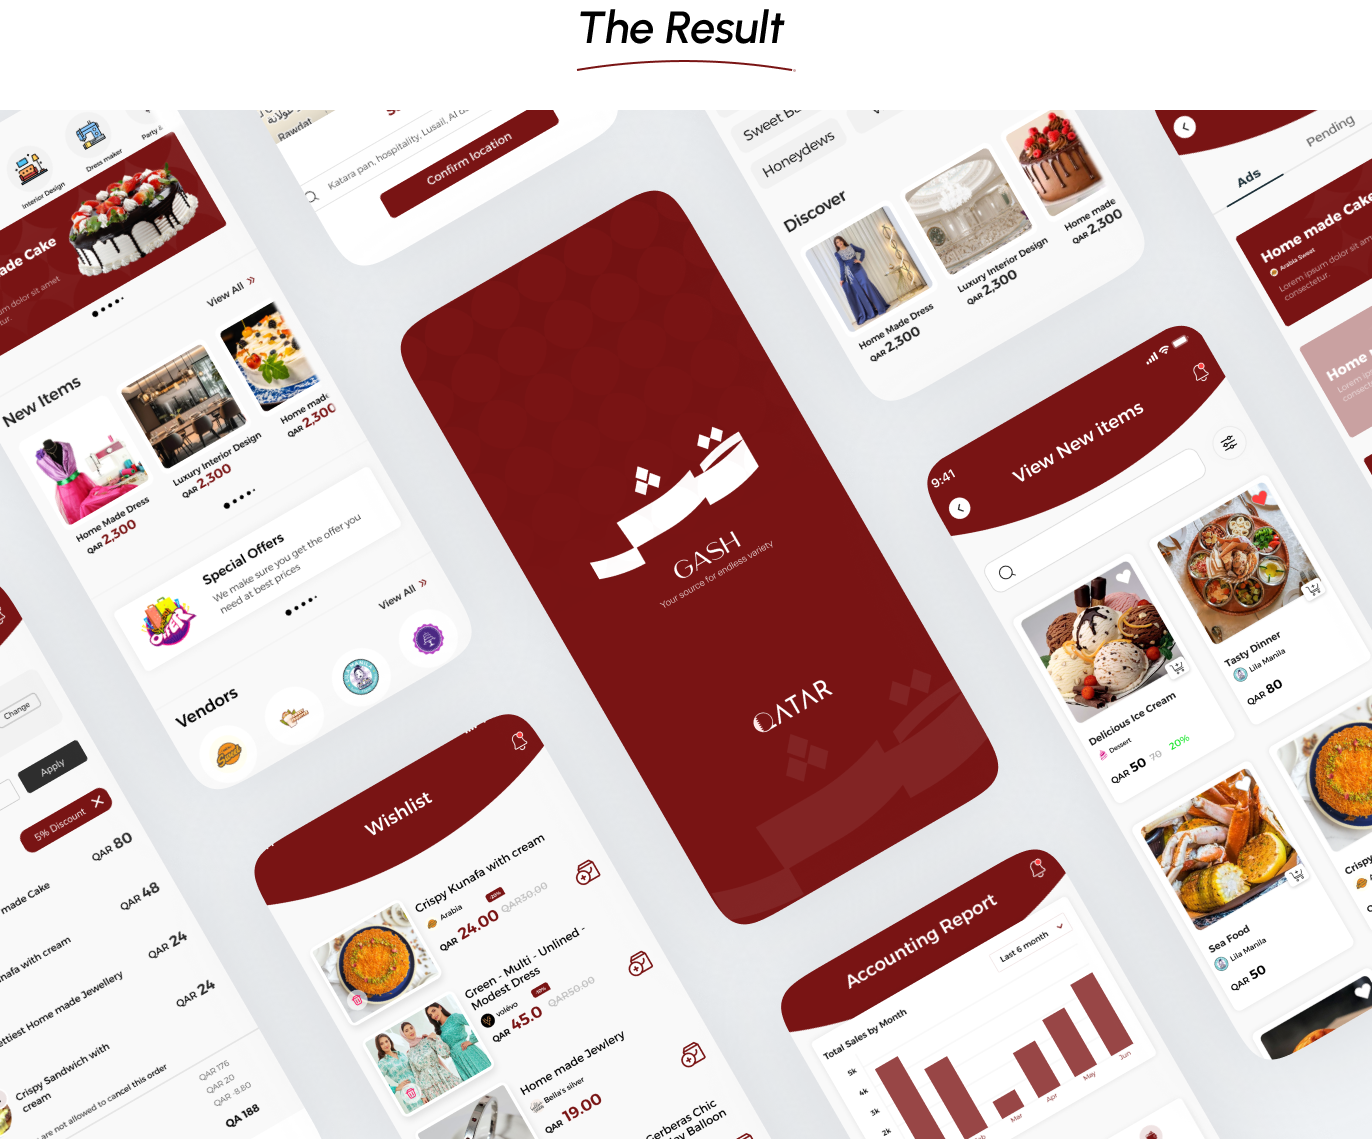 The Result
Interior Design
Dress maker
Party &
ade Cake
um dolor sit amet
tur.
View All
New Items
Home Made Dress
QAR 2,300
Luxury Interior Design
QAR 2,300
Home made
QAR 2,300
Special Offers
We make sure you get the offer you
need at best prices
OFFER
View All
Vendors
Rawdat
Katara pan, hospitality, Lusail, Al d
Confirm location
GASH
Your source for endless variety
QATAR
Honeydews
Discover
Home Made Dress
QAR 2,300
Luxury Interior Design
QAR 2,300
Home made
QAR 2,300
Pending
Ads
Home made Cake
Arabia Sweet
Lorem ipsum dolor sit am
consectetur.
Home
Lorem ips
consectetur.
9:41
View New items
Delicious Ice Cream
Dessert
QAR 50 70 20%
Tasty Dinner
Lila Manila
QAR 80
Sea Food
Lila Manila
QAR 50
Crispy
QAR
Change
Apply
5% Discount
QAR 80
made Cake
QAR 48
nafa with cream
QAR 24
ettiest Home made Jewellery
QAR 24
Crispy Sandwich with
cream
are not allowed to cancel this order
QAR 176
QAR 20
QAR -8.80
QA 188
Wishlist
Crispy Kunafa with cream
Arabia
-20%
QAR 24.00 QAR30.00
Green - Multi - Unlined -
Modest Dress
volévo
-10%
QAR 45.0 QAR50.00
Home made Jewlery
Bella's silver
QAR 19.00
Gerberas Chic
Balloon
Accounting Report
Last 6 month
Total Sales by Month
5k
4k
3k
2k
Mar
Apr
May
Jun